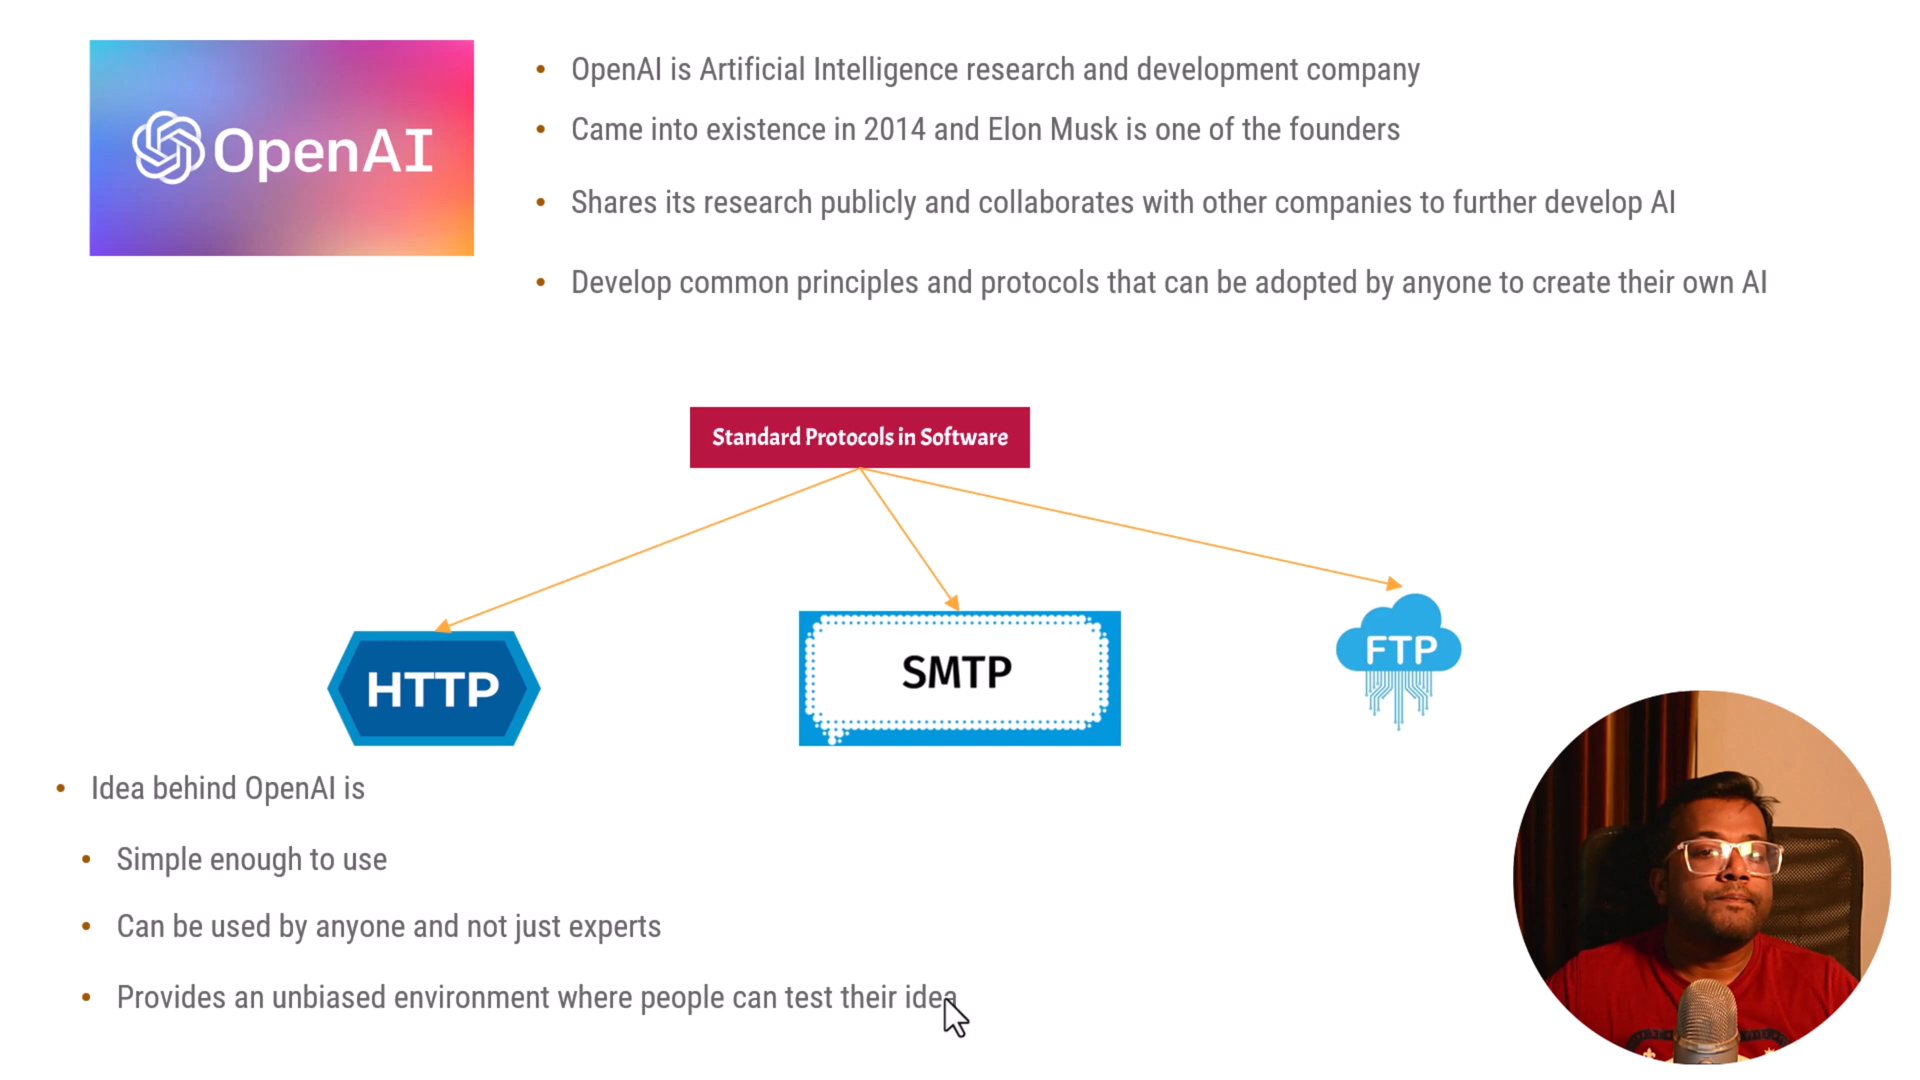 OpenAI
OpenAI is Artificial Intelligence research and development company
Came into existence in 2014 and Elon Musk is one of the founders
Shares its research publicly and collaborates with other companies to further develop AI
Develop common principles and protocols that can be adopted by anyone to create their own AI
Standard Protocols in Software
HTTP
SMTP
FTP
Idea behind OpenAI is
Simple enough to use
Can be used by anyone and not just experts
Provides an unbiased environment where people can test their idea